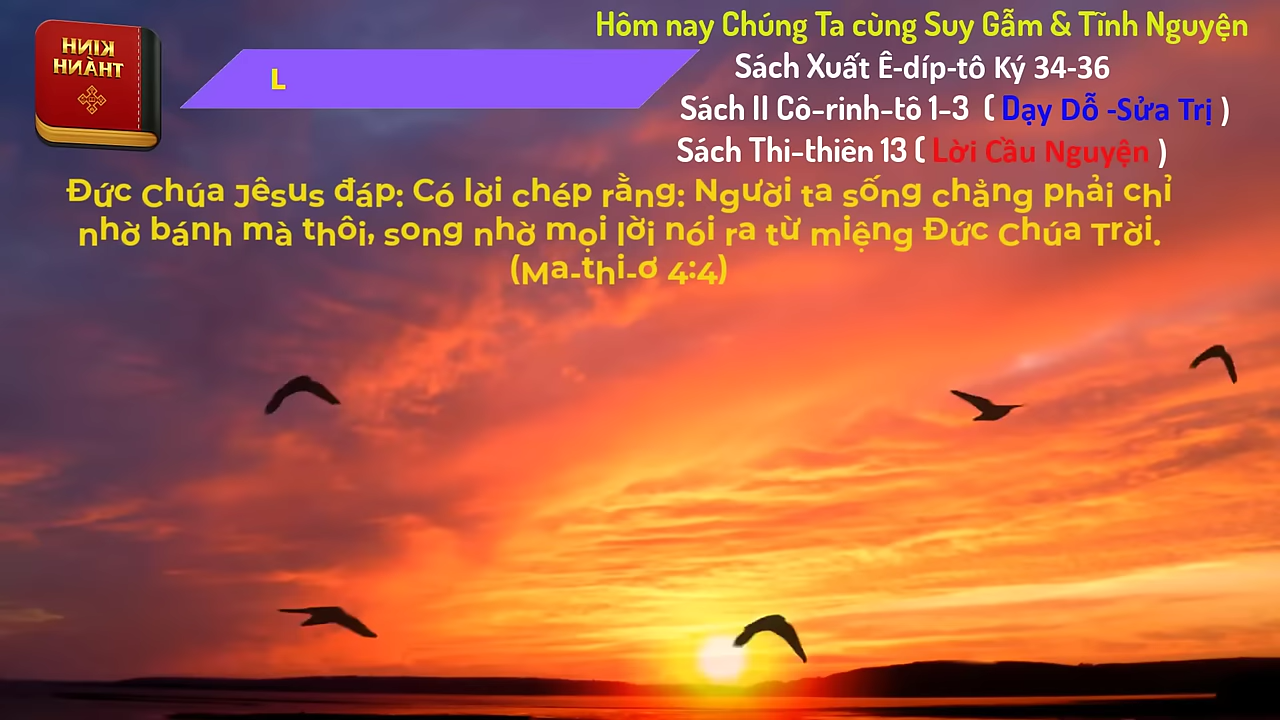 KINH
THÁNH
L
Hôm nay Chúng Ta cùng Suy Gẫm & Tĩnh Nguyện
Sách Xuất Ê-díp-tô Ký 34-36
Sách II Cô-rinh-tô 1-3 ( Dạy Dỗ -Sửa Trị )
Sách Thi-thiên 13 ( Lời Cầu Nguyện )
Đức Chúa Jêsus đáp: Có lời chép rằng: Người ta sống chẳng phải chỉ
nhờ bánh mà thôi, song nhờ mọi lời nói ra từ miệng Đức Chúa Trời.
(Ma-thi-ơ 4:4)